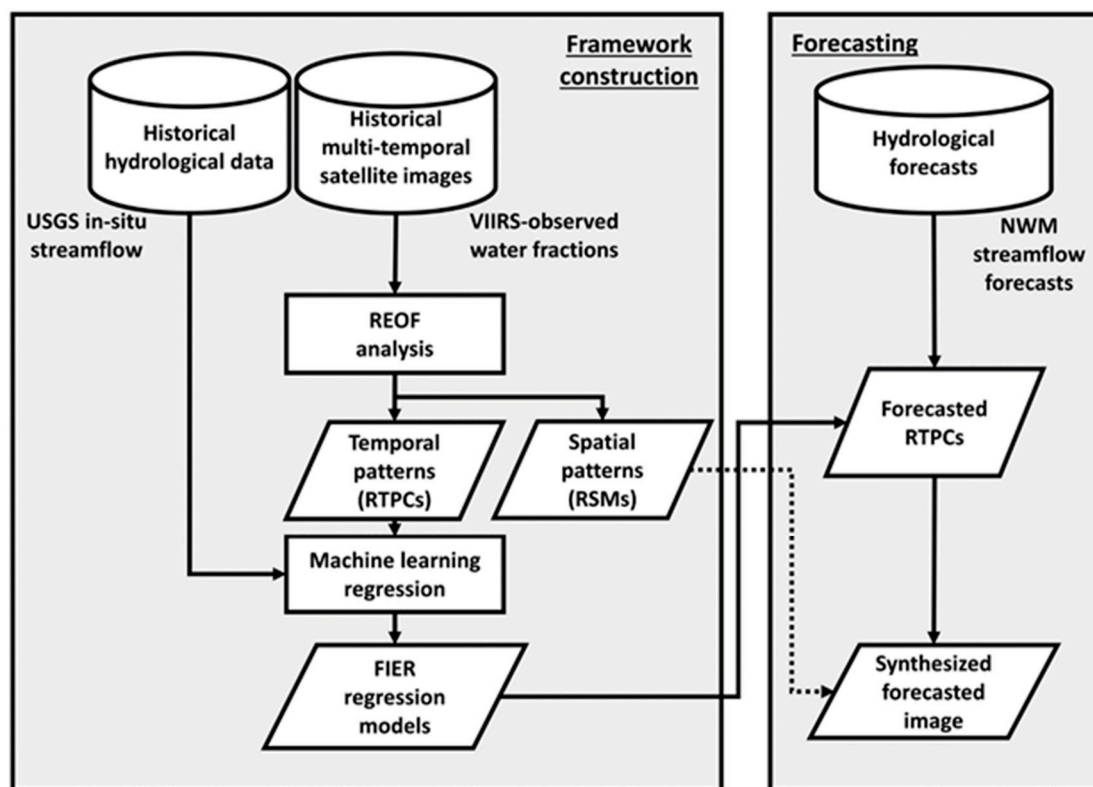 Framework
construction
Historical
hydrological data
Historical
multi-temporal
satellite images
USGS in-situ
streamflow
VIIRS-observed
water fractions
REOF
analysis
Temporal
patterns
(RTPCs)
Spatial
patterns
(RSMs)
Machine learning
regression
FIER
regression
models
Forecasting
Hydrological
forecasts
NWM
streamflow
forecasts
Forecasted
RTPCs
Synthesized
forecasted
image